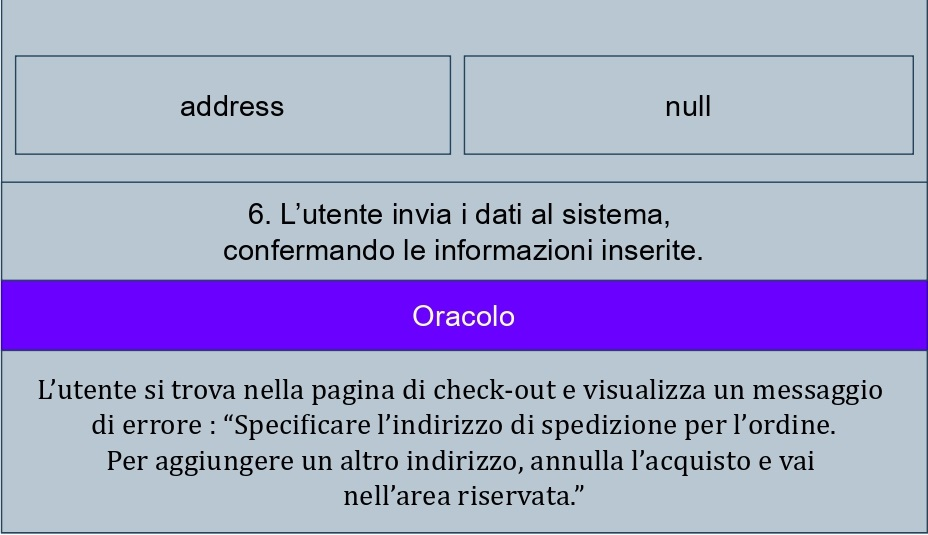 address
null
6. L’utente invia i dati al sistema,
confermando le informazioni inserite.
Oracolo
L’utente si trova nella pagina di check-out e visualizza un messaggio
di errore : “Specificare l’indirizzo di spedizione per l’ordine.
Per aggiungere un altro indirizzo, annulla l’acquisto e vai
nell’area riservata.”